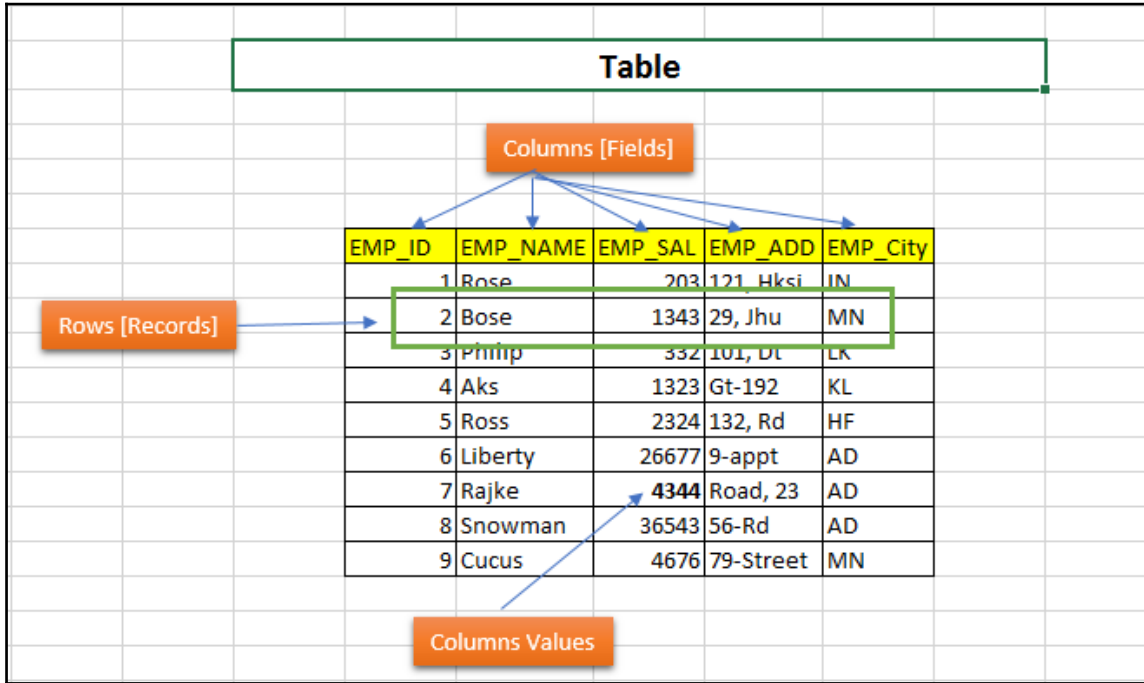 Table
Columns [Fields]
EMP_ID EMP_NAME EMP_SAL EMP_ADD EMP_City
1 Rose 203 121, Hksi IN
Rows [Records]
2 Bose 1343 29, Jhu MN
3 Philip 332 101, Dt LK
4 Aks 1323 Gt-192 KL
5 Ross 2324 132, Rd HF
6 Liberty 26677 9-appt AD
7 Rajke 4344 Road, 23 AD
8 Snowman 36543 56-Rd AD
9 Cucus 4676 79-Street MN
Columns Values